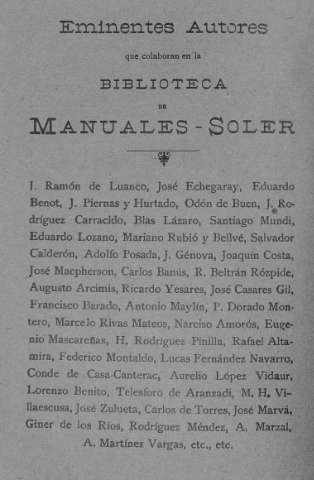 Eminentes Autores
que colaboran en la
BIBLIOTECA
DE
MANUALES-SOLER
J. Ramón de Luanco, José Echegaray, Eduardo
Benot, J. Piernas y Hurtado, Odón de Buen, J. Ro-
dríguez Carracido, Blas Lázaro, Santiago Mundi,
Eduardo Lozano, Mariano Rubió y Bellvé, Salvador
Calderón, Adolfo Posada, J. Génova, Joaquín Costa,
José Macpherson, Carlos Banús, R. Beltrán Rózpide,
Augusto Arcimis, Ricardo Yesares, José Casares Gil,
Francisco Barado, Antonio Maylín, P. Dorado Mon-
tero, Marcelo Rivas Mateos, Narciso Amorós, Euge-
nio Mascareñas, H. Rodríguez Pinilla, Rafael Alta-
mira, Federico Montaldo, Lucas Fernández Navarro,
Conde de Casa-Canterac, Aurelio López Vidaur,
Lorenzo Benito, Telesforo de Aranzadi, M. H. Vi-
llaescusa, José Zulueta, Carlos de Torres, José Marvá,
Giner de los Ríos, Rodríguez Méndez, A. Marzal,
A. Martínez Vargas, etc., etc.